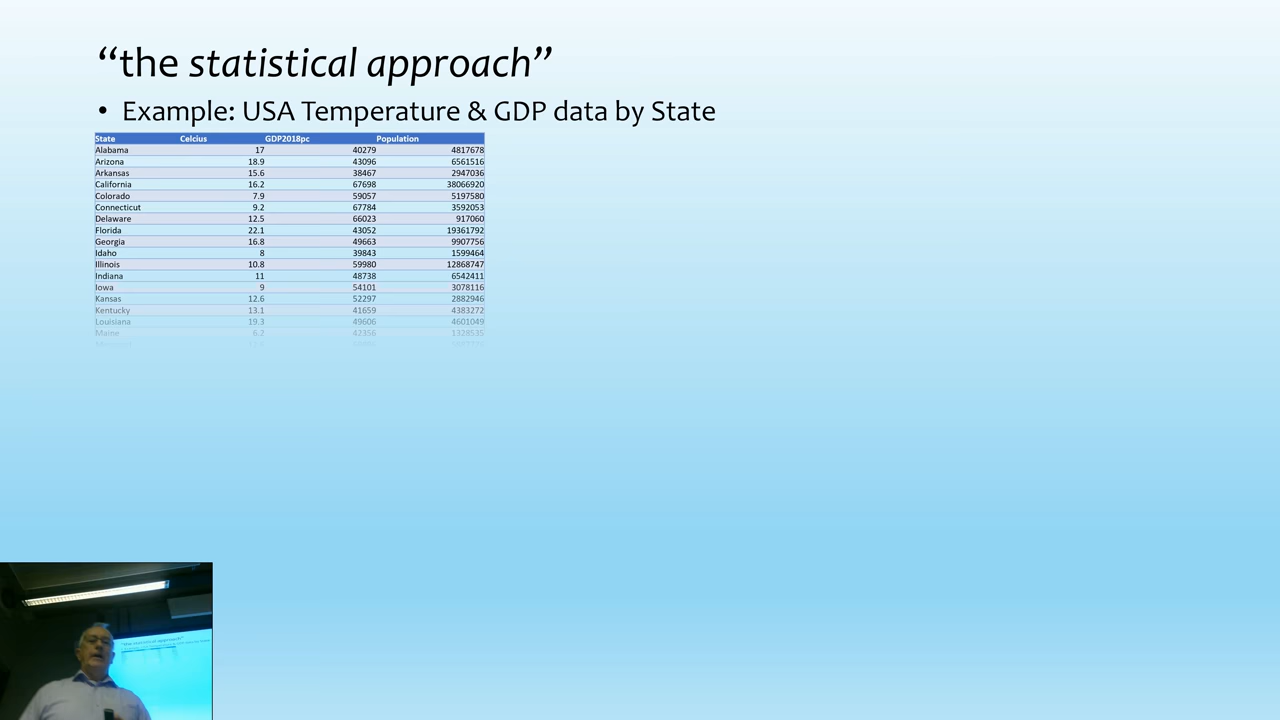 “the statistical approach”
• Example: USA Temperature & GDP data by State
State Celcius GDP2018pc Population
Alabama 17 40279 4817678
Arizona 18.9 43096 6561516
Arkansas 15.6 38467 2947036
California 16.2 67698 38066920
Colorado 7.9 59057 5197580
Connecticut 9.2 67784 3592053
Delaware 12.5 66023 917060
Florida 22.1 43052 19361792
Georgia 16.8 49663 9907756
Idaho 8 39843 1599464
Illinois 10.8 59980 12868747
Indiana 11 48738 6542411
Iowa 9 54101 3078116
Kansas 12.6 52297 2882946
Kentucky 13.1 41659 4383272
Louisiana 19.3 49606 4601049
Maine 6.2 42356 1328535
“the statistical approach”